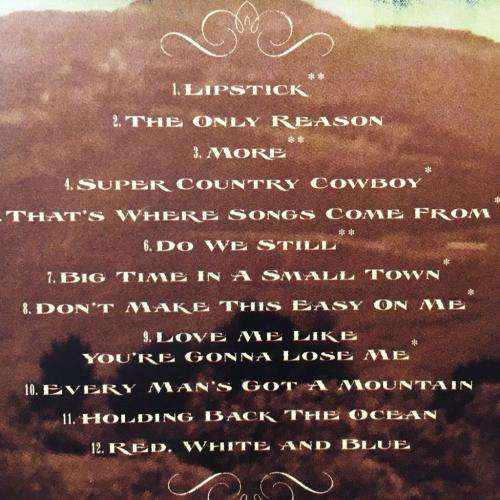 1. Lipstick**
2. The Only Reason
3. More**
4. Super Country Cowboy*
. That's Where Songs Come From*
6. Do We Still**
7. Big Time In A Small Town*
8. Don't Make This Easy On Me*
9. Love Me Like
You're Gonna Lose Me*
10. Every Man's Got A Mountain
11. Holding Back The Ocean
12. Red, White and Blue